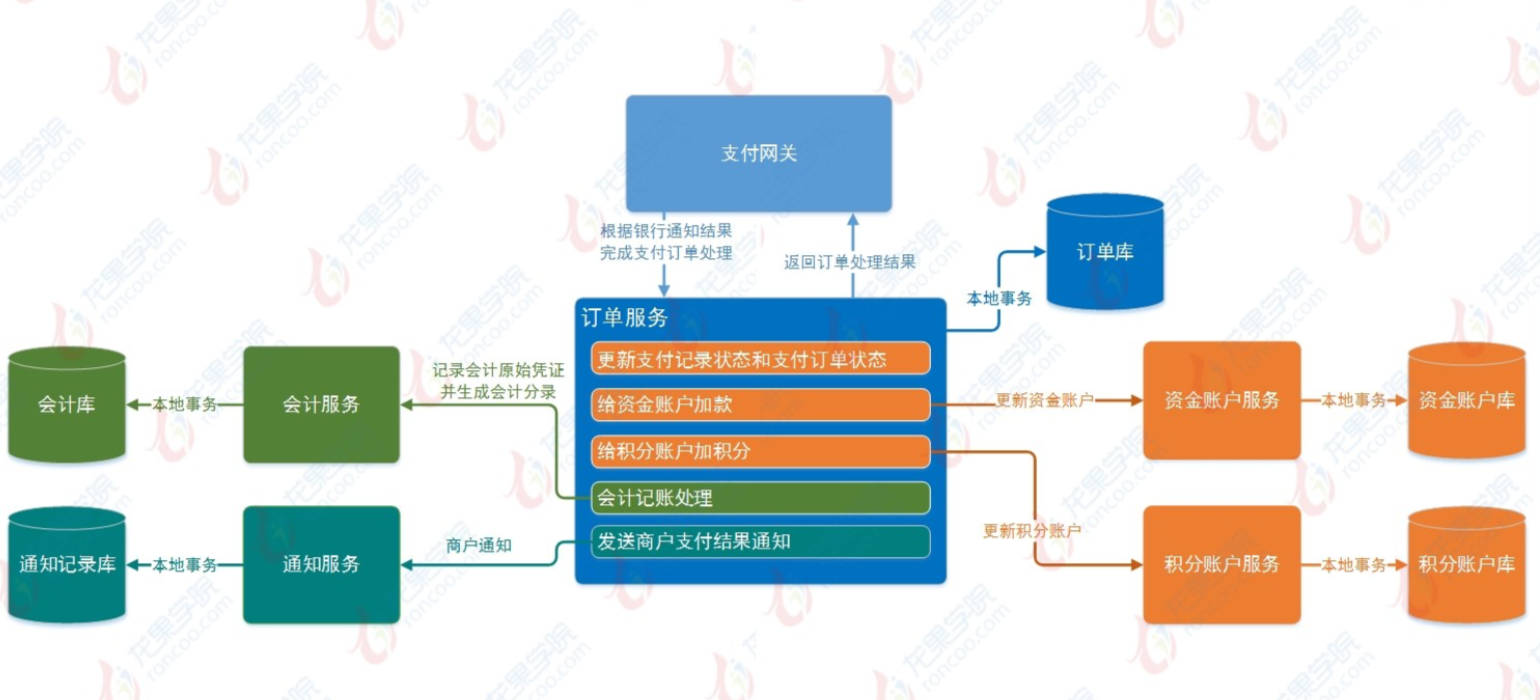 支付网关
根据银行通知结果
完成支付订单处理
返回订单处理结果
订单库
本地事务
订单服务
更新支付记录状态和支付订单状态
给资金账户加款
给积分账户加积分
会计记账处理
发送商户支付结果通知
记录会计原始凭证
并生成会计分录
会计库
本地事务
会计服务
更新资金账户
资金账户服务
本地事务
资金账户库
通知记录库
本地事务
通知服务
商户通知
更新积分账户
积分账户服务
本地事务
积分账户库
龙果学院
roncoo.com